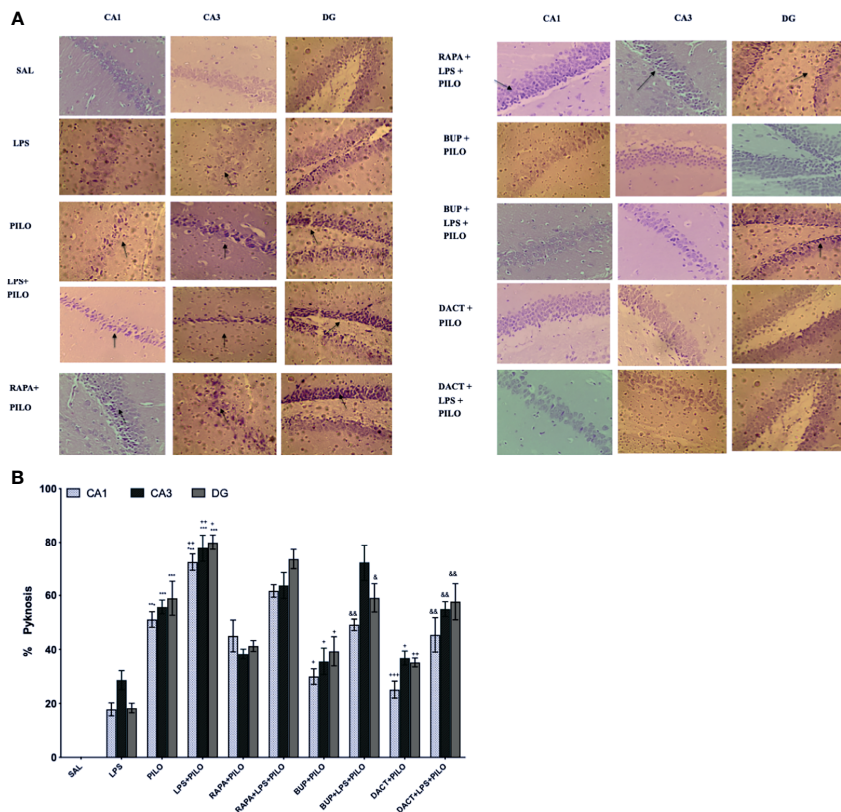 A
CA1 CA3 DG
SAL
LPS
PILO
LPS+
PILO
RAPA+
PILO
CA1 CA3 DG
RAPA +
LPS +
PILO
BUP +
PILO
BUP +
LPS +
PILO
DACT +
PILO
DACT +
LPS +
PILO
B
CA1 CA3 DG
% Pyknosis
100
80
60
40
20
0
***
***
***
++
***
++
***
+
***
+
+
+
&&
&
+++
+
++
&&
&&
&&
SAL
LPS
PILO
LPS+PILO
RAPA+PILO
RAPA+LPS+PILO
BUP+PILO
BUP+LPS+PILO
DACT+PILO
DACT+LPS+PILO